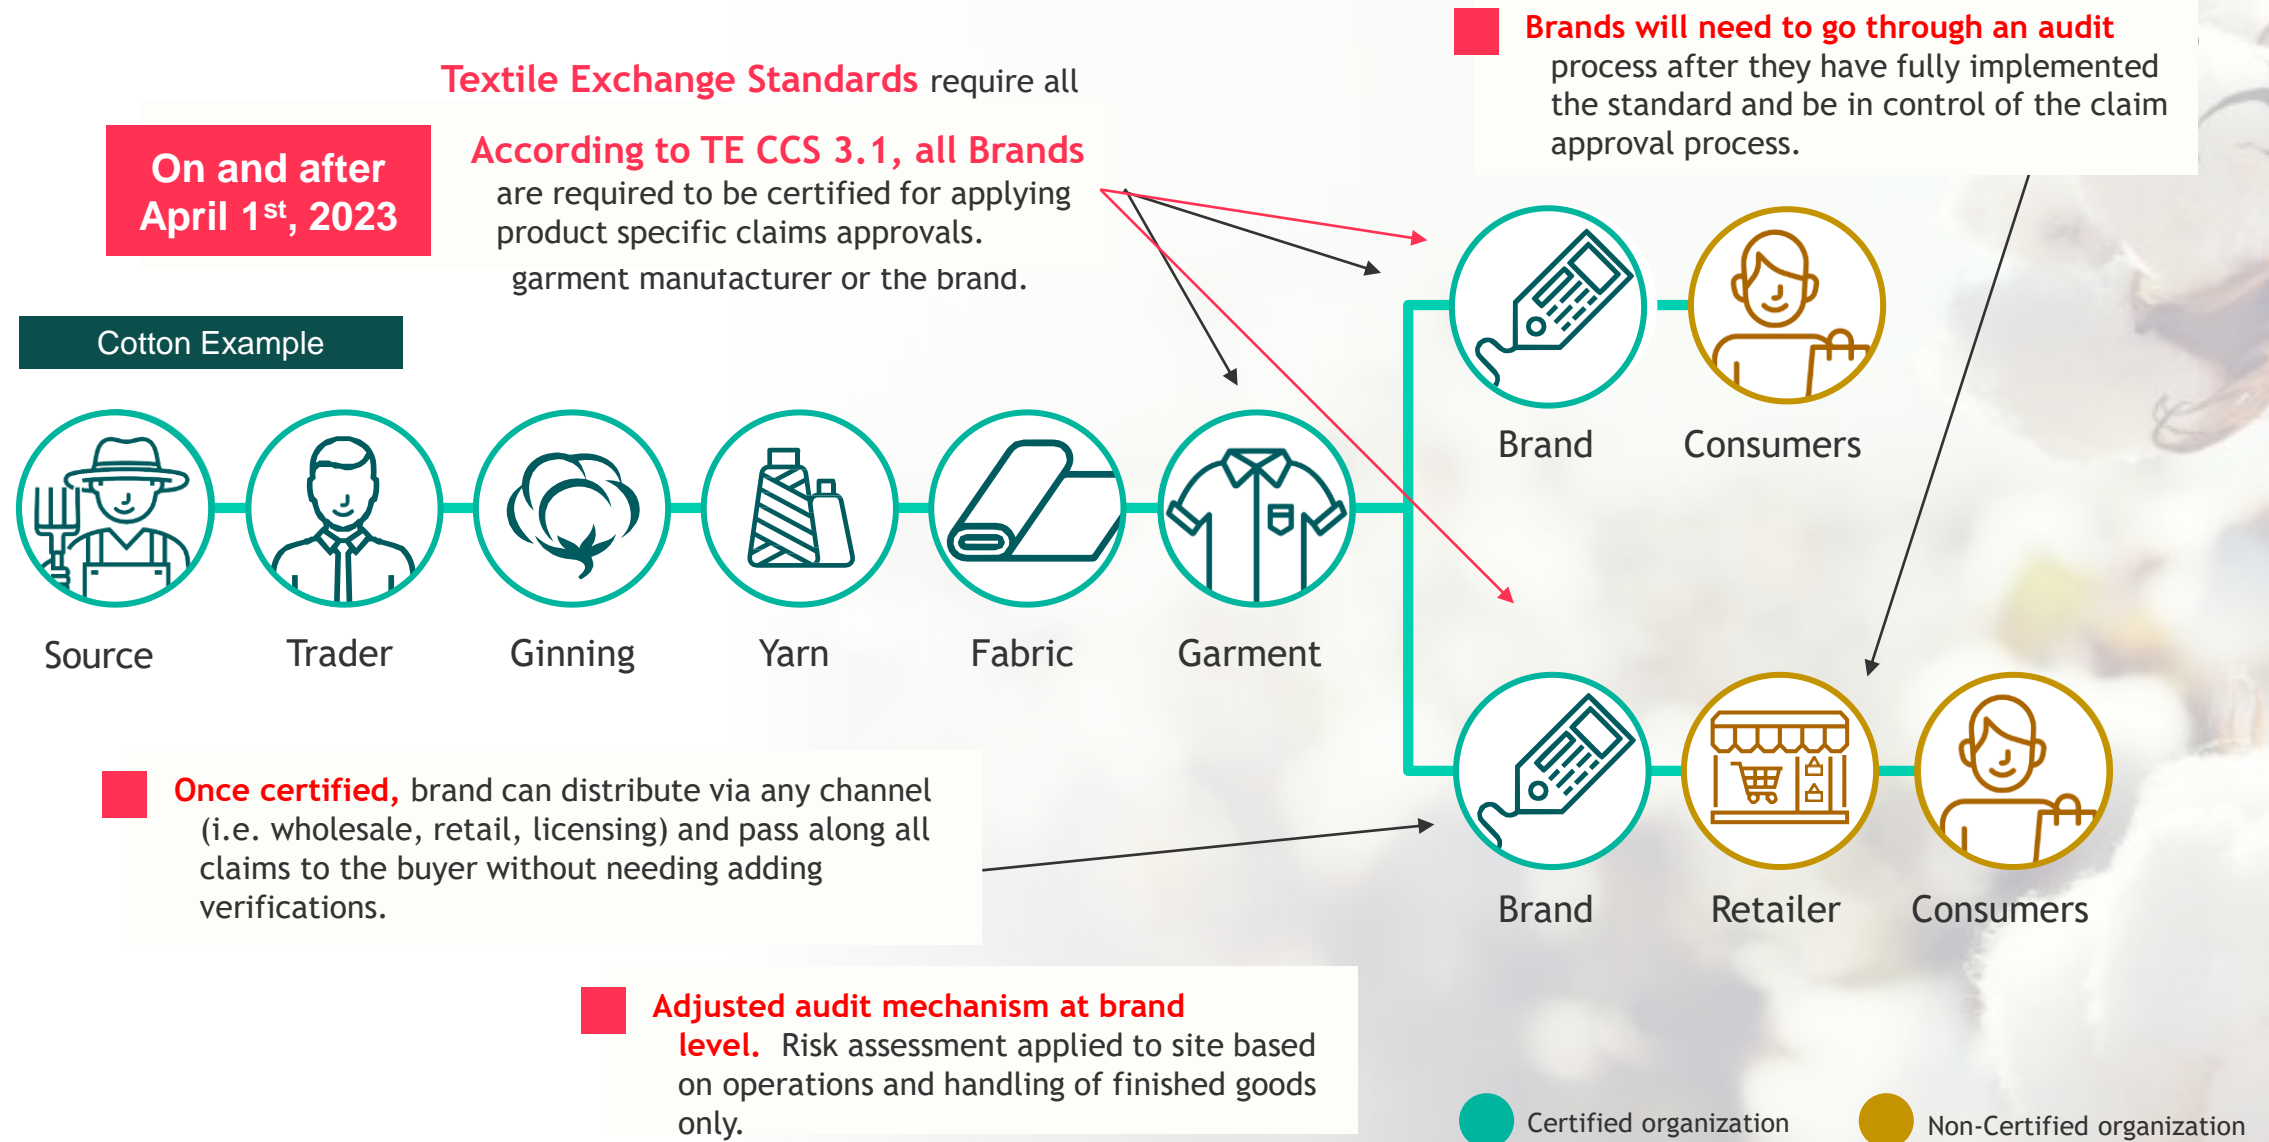 Textile Exchange Standards require all
On and after
April 1st, 2023
According to TE CCS 3.1, all Brands
are required to be certified for applying
product specific claims approvals.
garment manufacturer or the brand.
Brands will need to go through an audit
process after they have fully implemented
the standard and be in control of the claim
approval process.
Cotton Example
Brand
Consumers
Source
Trader
Ginning
Yarn
Fabric
Garment
Once certified, brand can distribute via any channel
(i.e. wholesale, retail, licensing) and pass along all
claims to the buyer without needing adding
verifications.
Brand
Retailer
Consumers
Adjusted audit mechanism at brand
level. Risk assessment applied to site based
on operations and handling of finished goods
only.
Certified organization
Non-Certified organization